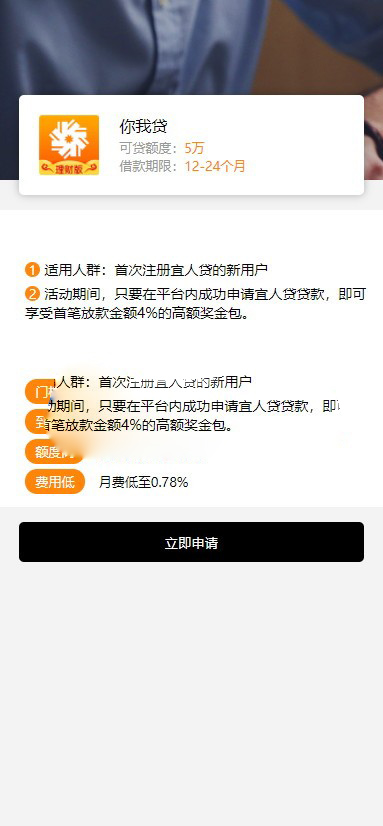 你我贷
可贷额度：5万
借款期限：12-24个月
理财版
1 适用人群：首次注册宜人贷的新用户
2 活动期间，只要在平台内成功申请宜人贷贷款，即可
享受首笔放款金额4%的高额奖金包。
人群：首次注册宜人贷的新用户
门
动期间，只要在平台内成功申请宜人贷贷款，即
到
首笔放款金额4%的高额奖金包。
额度高
费用低 月费低至0.78%
立即申请